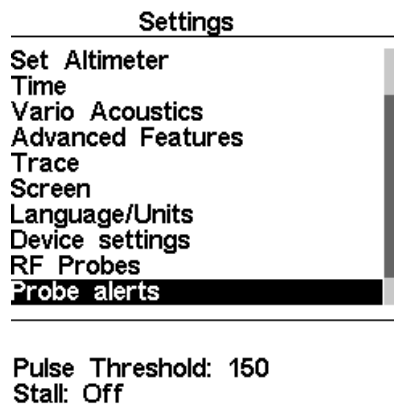 Settings
Set Altimeter
Time
Vario Acoustics
Advanced Features
Trace
Screen
Language/Units
Device settings
RF Probes
Probe alerts
Pulse Threshold: 150
Stall: Off